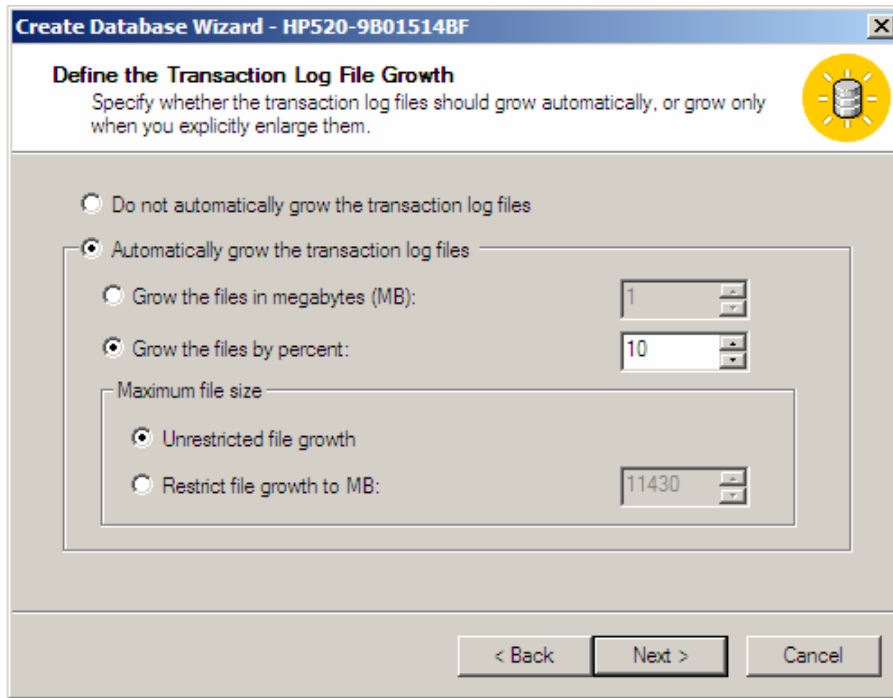 Create Database Wizard - HP520-9B01514BF
Define the Transaction Log File Growth
Specify whether the transaction log files should grow automatically, or grow only
when you explicitly enlarge them.
Do not automatically grow the transaction log files
Automatically grow the transaction log files
Grow the files in megabytes (MB): 1
Grow the files by percent: 10
Maximum file size
Unrestricted file growth
Restrict file growth to MB: 11430
< Back Next > Cancel